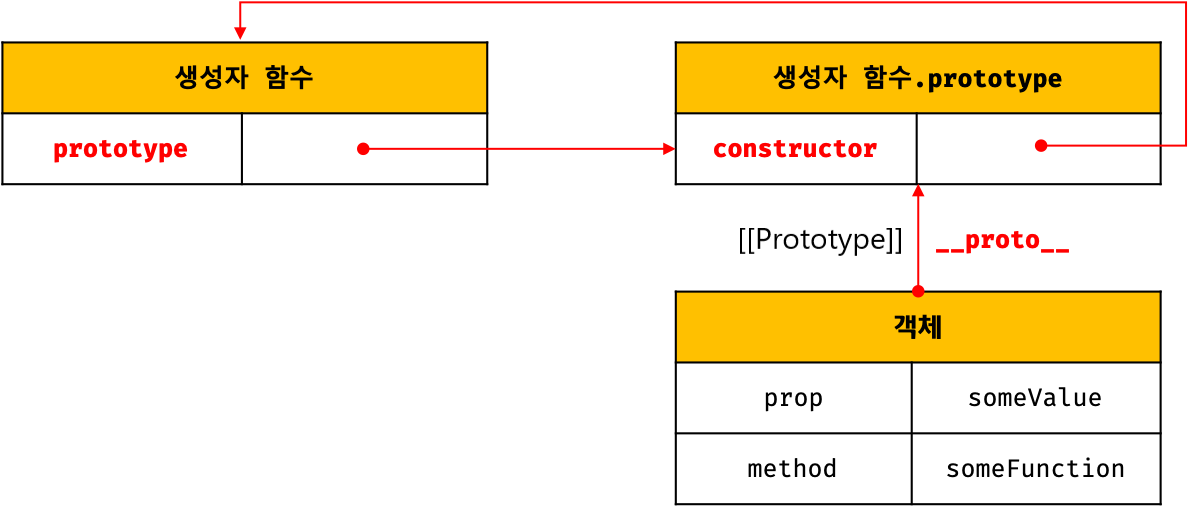 생성자 함수
생성자 함수.prototype
prototype
constructor
[[Prototype]]
__proto__
객체
prop
someValue
method
someFunction